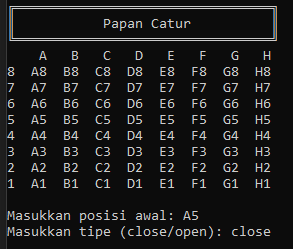 Papan Catur
A B C D E F G H
8 A8 B8 C8 D8 E8 F8 G8 H8
7 A7 B7 C7 D7 E7 F7 G7 H7
6 A6 B6 C6 D6 E6 F6 G6 H6
5 A5 B5 C5 D5 E5 F5 G5 H5
4 A4 B4 C4 D4 E4 F4 G4 H4
3 A3 B3 C3 D3 E3 F3 G3 H3
2 A2 B2 C2 D2 E2 F2 G2 H2
1 A1 B1 C1 D1 E1 F1 G1 H1
Masukkan posisi awal: A5
Masukkan tipe (close/open): close